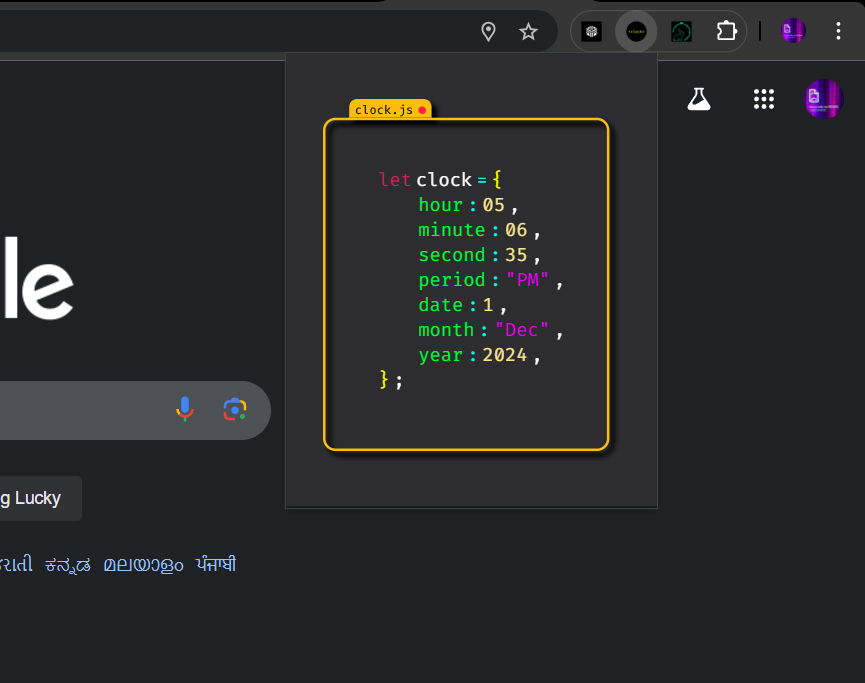 clock.js
let clock = {
hour : 05 ,
minute : 06 ,
second : 35 ,
period : "PM" ,
date : 1 ,
month : "Dec" ,
year : 2024 ,
} ;
le
g Lucky
ಕನ್ನಡ മലയാളം ਪੰਜਾਬੀ